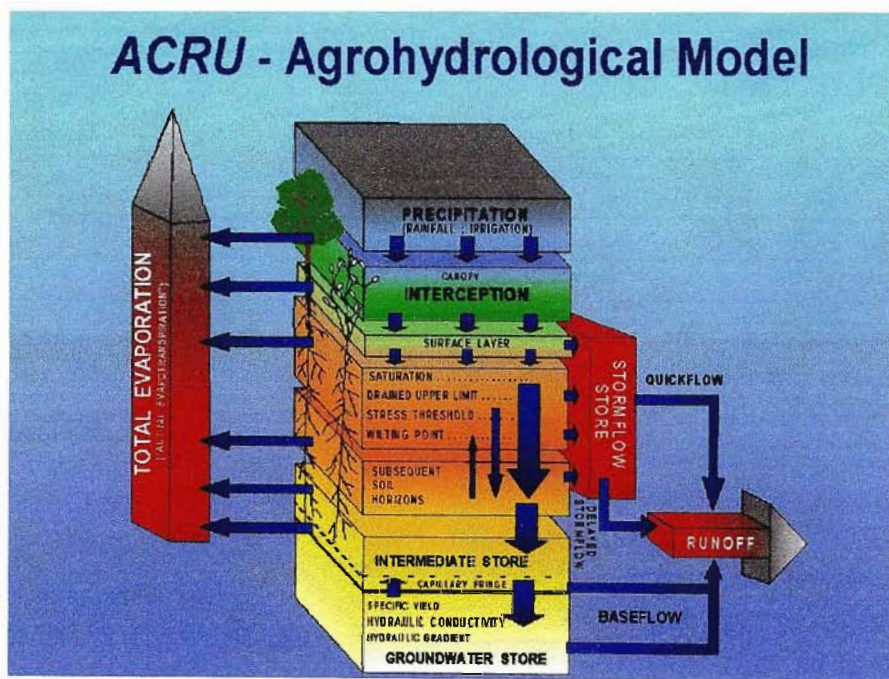 ACRU - Agrohydrological Model
PRECIPITATION
(RAINFALL ; IRRIGATION)
CANOPY
INTERCEPTION
SURFACE LAYER
SATURATION
DRAINED UPPER LIMIT
STRESS THRESHOLD
WILTING POINT
SUBSEQUENT
SOIL
HORIZONS
INTERMEDIATE STORE
CAPILLARY FRINGE
SPECIFIC YIELD
HYDRAULIC CONDUCTIVITY
HYDRAULIC GRADIENT
GROUNDWATER STORE
TOTAL EVAPORATION
("ACTUAL EVAPOTRANSPIRATION")
STORMFLOW
STORE
QUICKFLOW
DELAYED
STORMFLOW
RUNOFF
BASEFLOW